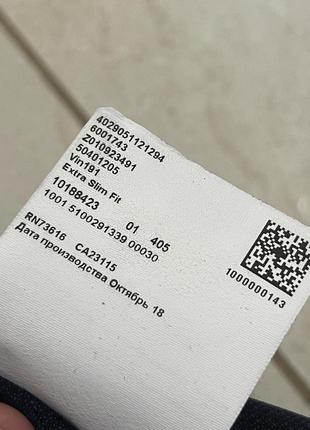 4029051121294
6001743
Z010923491
50401205
Vin191
Extra Slim Fit
10188423 01 405
1001 5100291339 00030
RN73616 CA23115
Дата производства Октябрь 18
1000000143